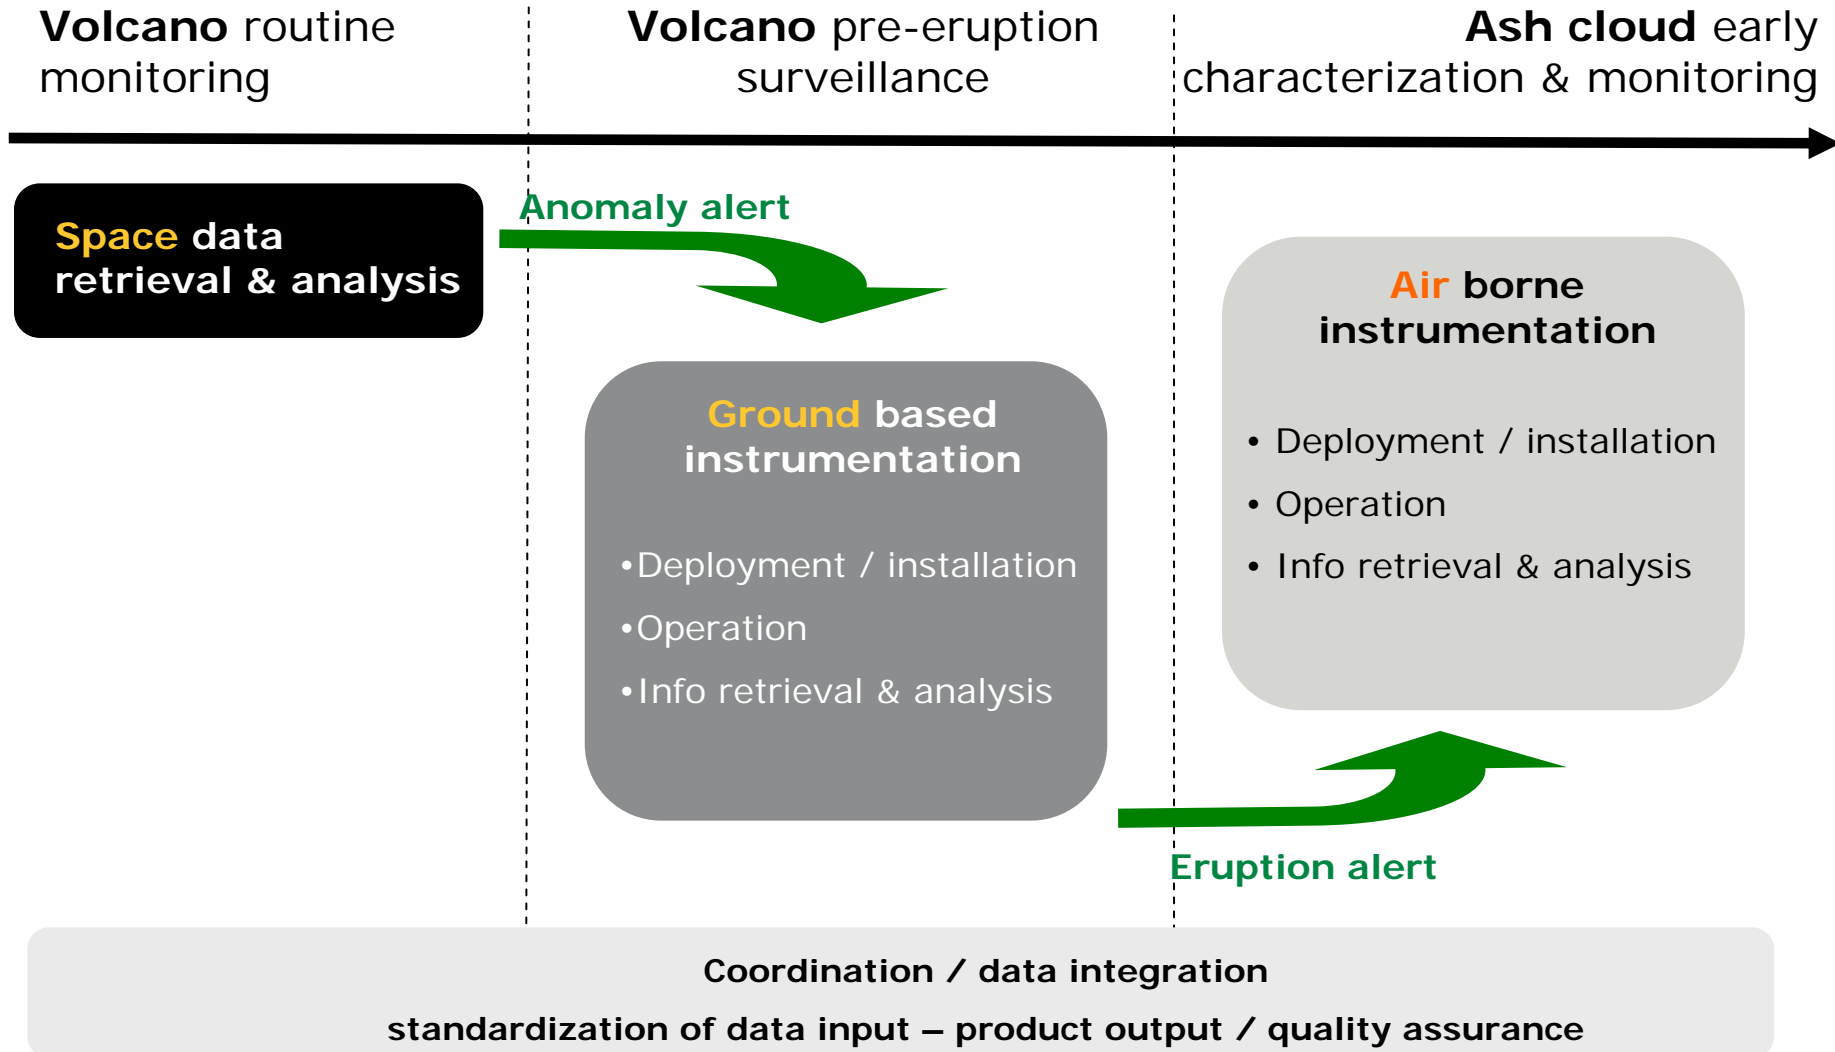 Volcano routine
monitoring
Volcano pre-eruption
surveillance
Ash cloud early
characterization & monitoring
Space data
retrieval & analysis
Anomaly alert
Ground based
instrumentation
•Deployment / installation
•Operation
•Info retrieval & analysis
Air borne
instrumentation
• Deployment / installation
• Operation
• Info retrieval & analysis
Eruption alert
Coordination / data integration
standardization of data input – product output / quality assurance